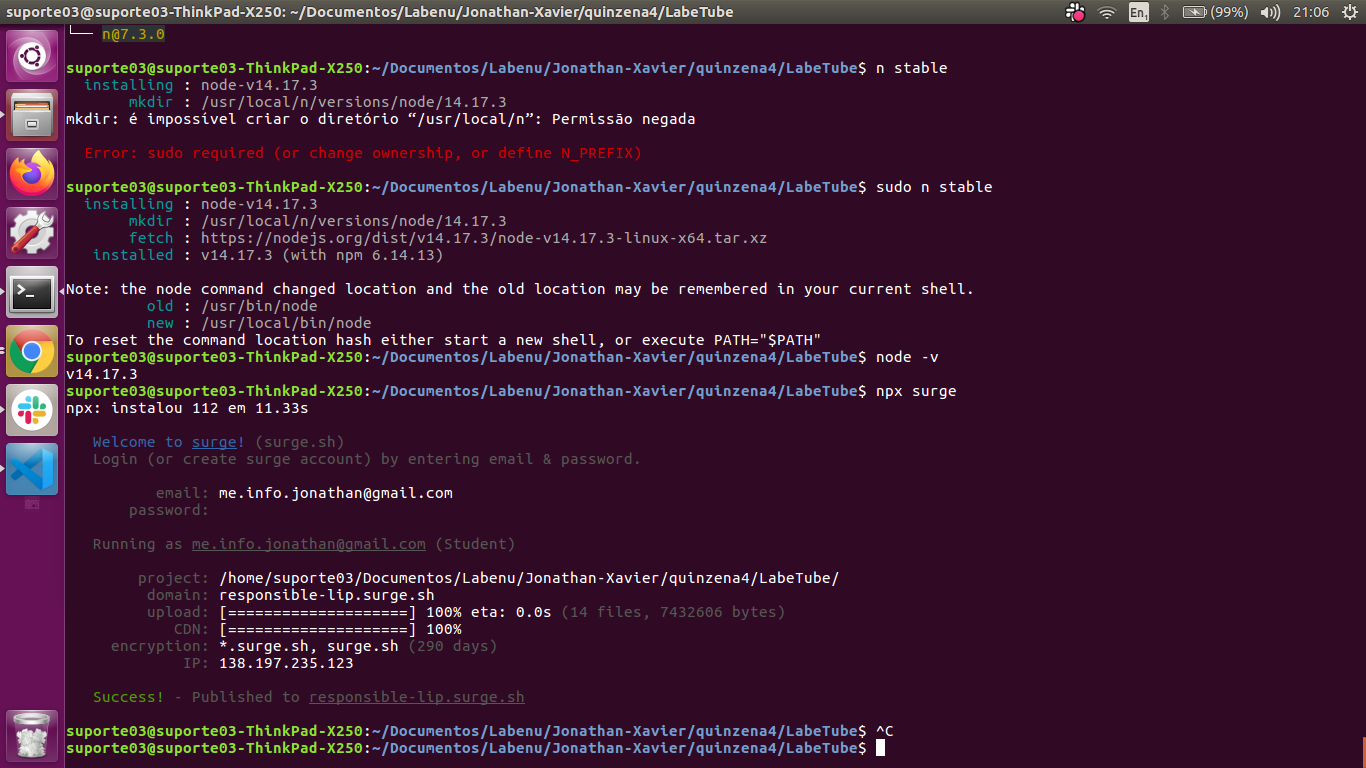 suporte03@suporte03-ThinkPad-X250: ~/Documentos/Labenu/Jonathan-Xavier/quinzena4/LabeTube
En1 (99%) 21:06
└── n@7.3.0
suporte03@suporte03-ThinkPad-X250:~/Documentos/Labenu/Jonathan-Xavier/quinzena4/LabeTube$ n stable
installing : node-v14.17.3
mkdir : /usr/local/n/versions/node/14.17.3
mkdir: é impossível criar o diretório “/usr/local/n”: Permissão negada
Error: sudo required (or change ownership, or define N_PREFIX)
suporte03@suporte03-ThinkPad-X250:~/Documentos/Labenu/Jonathan-Xavier/quinzena4/LabeTube$ sudo n stable
installing : node-v14.17.3
mkdir : /usr/local/n/versions/node/14.17.3
fetch : https://nodejs.org/dist/v14.17.3/node-v14.17.3-linux-x64.tar.xz
installed : v14.17.3 (with npm 6.14.13)
Note: the node command changed location and the old location may be remembered in your current shell.
old : /usr/bin/node
new : /usr/local/bin/node
To reset the command location hash either start a new shell, or execute PATH="$PATH"
suporte03@suporte03-ThinkPad-X250:~/Documentos/Labenu/Jonathan-Xavier/quinzena4/LabeTube$ node -v
v14.17.3
suporte03@suporte03-ThinkPad-X250:~/Documentos/Labenu/Jonathan-Xavier/quinzena4/LabeTube$ npx surge
npx: instalou 112 em 11.33s
Welcome to surge! (surge.sh)
Login (or create surge account) by entering email & password.
email: me.info.jonathan@gmail.com
password:
Running as me.info.jonathan@gmail.com (Student)
project: /home/suporte03/Documentos/Labenu/Jonathan-Xavier/quinzena4/LabeTube/
domain: responsible-lip.surge.sh
upload: [====================] 100% eta: 0.0s (14 files, 7432606 bytes)
CDN: [====================] 100%
encryption: *.surge.sh, surge.sh (290 days)
IP: 138.197.235.123
Success! - Published to responsible-lip.surge.sh
suporte03@suporte03-ThinkPad-X250:~/Documentos/Labenu/Jonathan-Xavier/quinzena4/LabeTube$ ^C
suporte03@suporte03-ThinkPad-X250:~/Documentos/Labenu/Jonathan-Xavier/quinzena4/LabeTube$